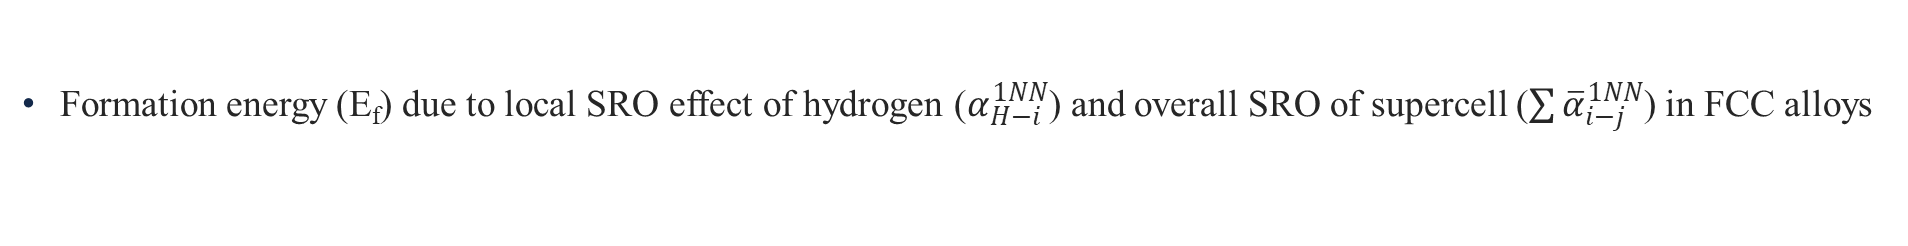 • Formation energy (E_f) due to local SRO effect of hydrogen (α_{H−i}^{1NN}) and overall SRO of supercell (∑ ᾱ_{i−j}^{1NN}) in FCC alloys